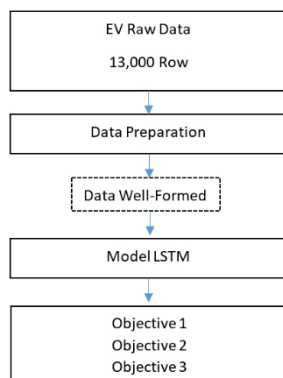 EV Raw Data
13,000 Row
Data Preparation
Data Well-Formed
Model LSTM
Objective 1
Objective 2
Objective 3